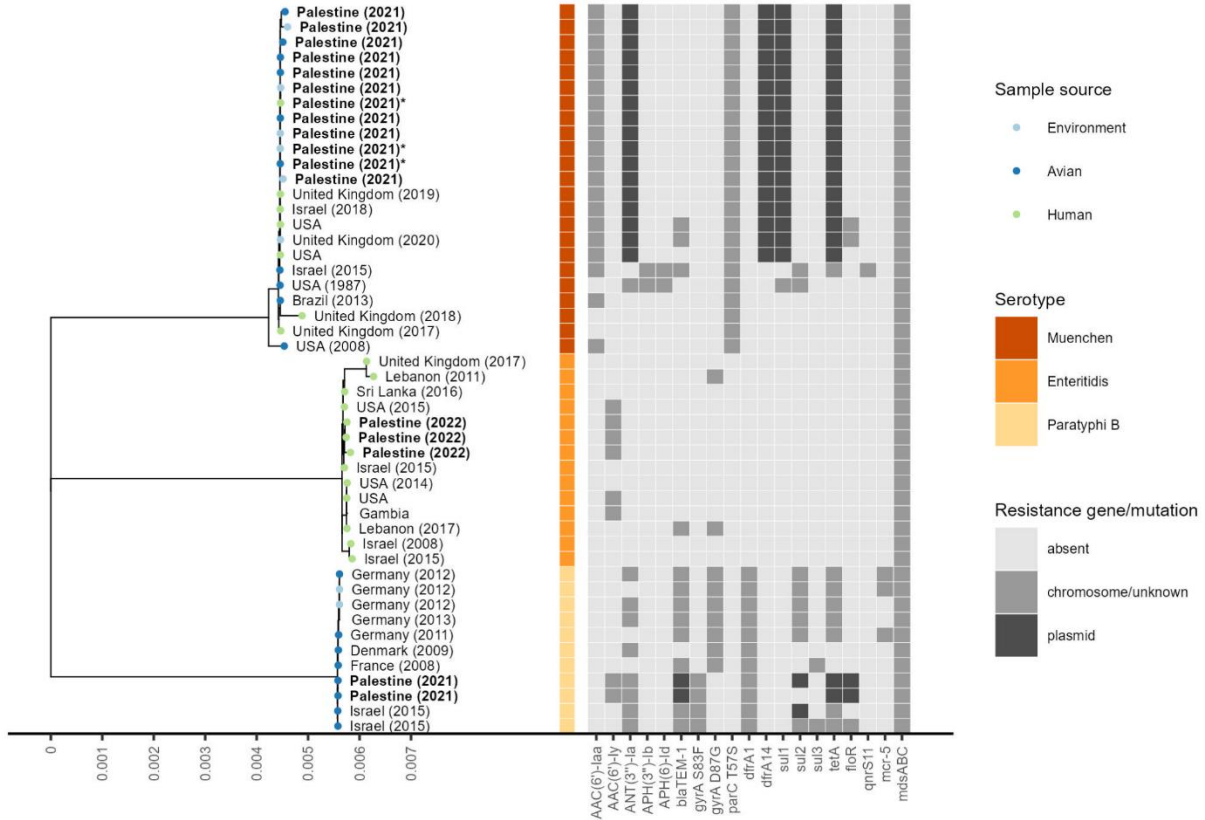 Palestine (2021)
Palestine (2021)
Palestine (2021)
Palestine (2021)
Palestine (2021)
Palestine (2021)
Palestine (2021)*
Palestine (2021)
Palestine (2021)
Palestine (2021)*
Palestine (2021)*
Palestine (2021)
United Kingdom (2019)
Israel (2018)
USA
United Kingdom (2020)
USA
Israel (2015)
USA (1987)
Brazil (2013)
United Kingdom (2018)
United Kingdom (2017)
USA (2008)
United Kingdom (2017)
Lebanon (2011)
Sri Lanka (2016)
USA (2015)
Palestine (2022)
Palestine (2022)
Palestine (2022)
Israel (2015)
USA (2014)
USA
Gambia
Lebanon (2017)
Israel (2008)
Israel (2015)
Germany (2012)
Germany (2012)
Germany (2012)
Germany (2013)
Germany (2011)
Denmark (2009)
France (2008)
Palestine (2021)
Palestine (2021)
Israel (2015)
Israel (2015)
0
0.001
0.002
0.003
0.004
0.005
0.006
0.007
AAC(6')-Iaa
AAC(6')-Iy
ANT(3")-Ia
APH(3")-Ib
APH(6)-Id
blaTEM-1
gyrA S83F
gyrA D87G
parC T57S
dfrA1
dfrA14
sul1
sul2
sul3
tetA
floR
qnrS11
mcr-5
mdsABC
Sample source
Environment
Avian
Human
Serotype
Muenchen
Enteritidis
Paratyphi B
Resistance gene/mutation
absent
chromosome/unknown
plasmid